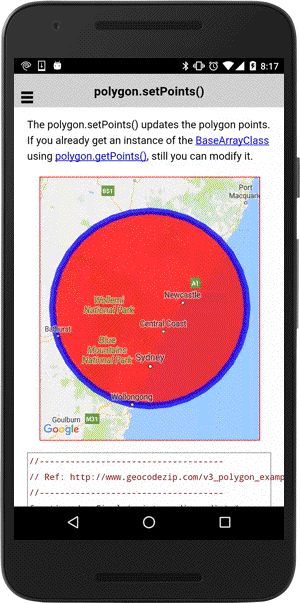 8:17
polygon.setPoints()
The polygon.setPoints() updates the polygon points.
If you already get an instance of the BaseArrayClass
using polygon.getPoints(), still you can modify it.
B51
Port
Macquarie
A1
Wollemi
National Park
Newcastle
Central Coast
Bathurst
Blue
Mountains
National Park
Sydney
Wollongong
Goulburn
M31
Google
//-----------------------------------
// Ref: http://www.geocodezip.com/v3_polygon_examp
//-----------------------------------